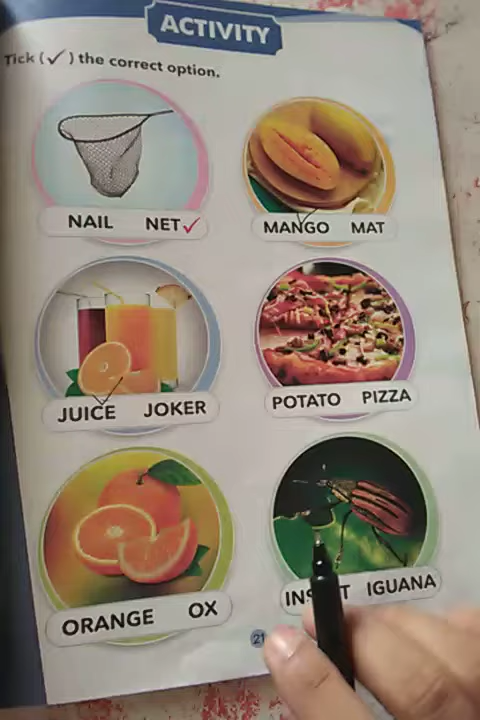 ACTIVITY
Tick (✓) the correct option.
NAIL NET ✓
MANGO MAT
JUICE JOKER
POTATO PIZZA
ORANGE OX
IGUANA
21